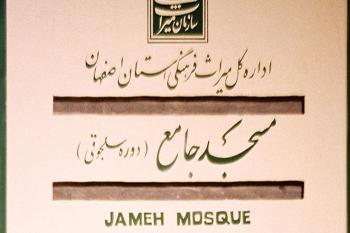 سازمان میراث
اداره کل میراث فرهنگی استان اصفهان
مسجد جامع (دوره سلجوقی)
JAMEH MOSQUE